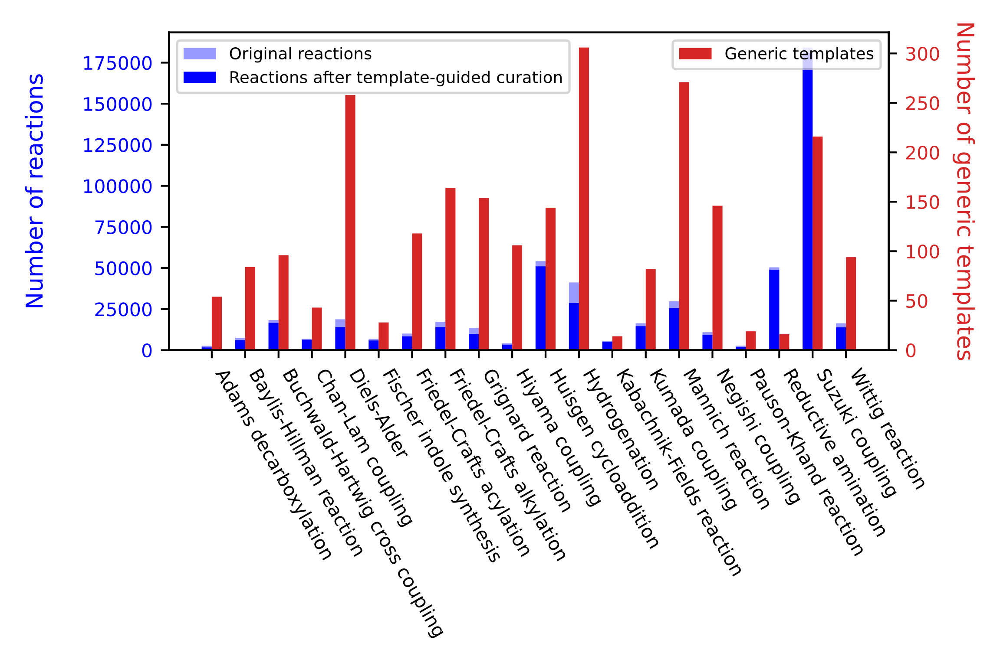 Number of reactions
175000
150000
125000
100000
75000
50000
25000
0
Original reactions
Reactions after template-guided curation
Generic templates
300
250
200
150
100
50
0
Number of generic templates
Adams decarboxylation
Baylis-Hillman reaction
Buchwald-Hartwig cross coupling
Chan-Lam coupling
Diels-Alder
Fischer indole synthesis
Friedel-Crafts acylation
Friedel-Crafts alkylation
Grignard reaction
Hiyama coupling
Huisgen cycloaddition
Hydrogenation
Kabachnik-Fields reaction
Kumada coupling
Mannich reaction
Negishi coupling
Pauson-Khand reaction
Reductive amination
Suzuki coupling
Wittig reaction